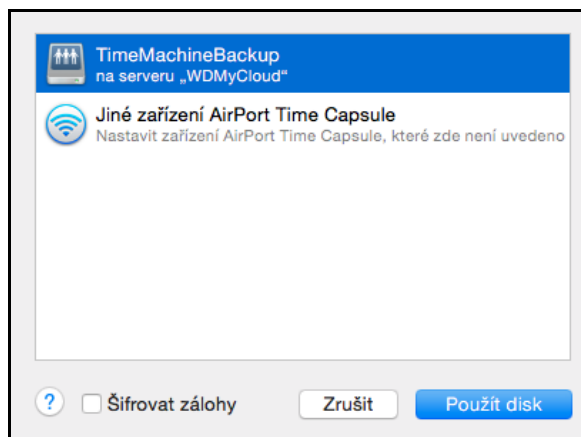 TimeMachineBackup
na serveru „WDMyCloud“
Jiné zařízení AirPort Time Capsule
Nastavit zařízení AirPort Time Capsule, které zde není uvedeno
? Šifrovat zálohy Zrušit Použít disk